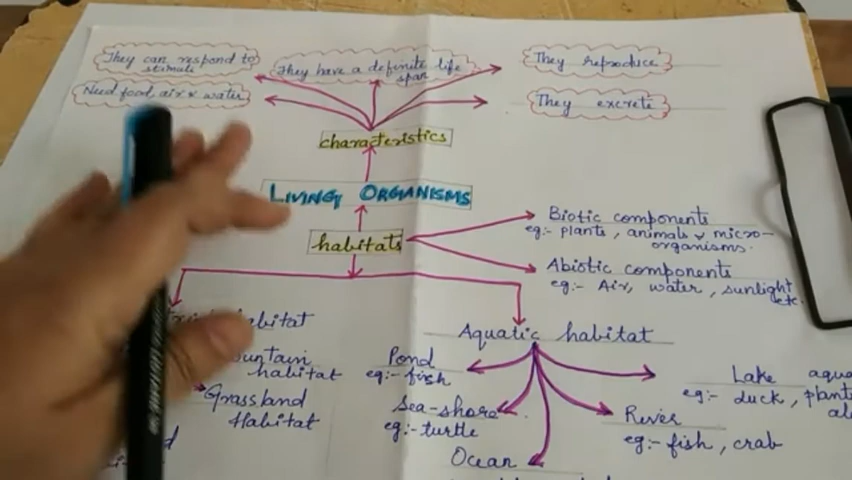 They can respond to
stimuli
They have a definite life
span
They reproduce
Need food, air & water
They excrete
characteristics
LIVING ORGANISMS
habitats
Biotic components
eg:- plants, animals & micro-
organisms.
Abiotic components
eg:- Air, water, sunlight
etc.
habitat
Aquatic habitat
habitat
Grassland
Habitat
Pond
eg:- fish
Sea-shore
eg:- turtle
Ocean
River
eg:- fish, crab
Lake
eg:- duck,